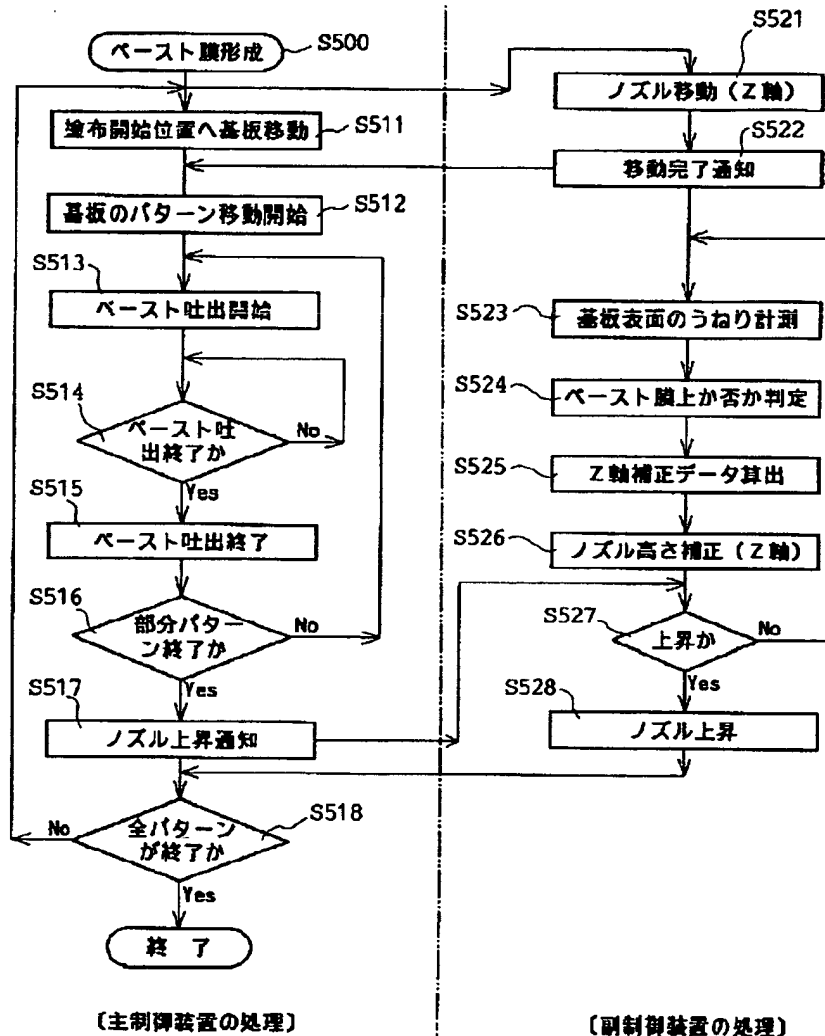 ペースト膜形成
S500
塗布開始位置へ基板移動
S511
基板のパターン移動開始
S512
S513
ペースト吐出開始
S514
ペースト吐
出終了か
No
Yes
S515
ペースト吐出終了
S516
部分パター
ン終了か
No
Yes
S517
ノズル上昇通知
S518
全パターン
が終了か
No
Yes
終 了
〔主制御装置の処理〕
S521
ノズル移動(Z軸)
S522
移動完了通知
S523
基板表面のうねり計測
S524
ペースト膜上か否か判定
S525
Z軸補正データ算出
S526
ノズル高さ補正(Z軸)
S527
上昇か
No
Yes
S528
ノズル上昇
〔副制御装置の処理〕